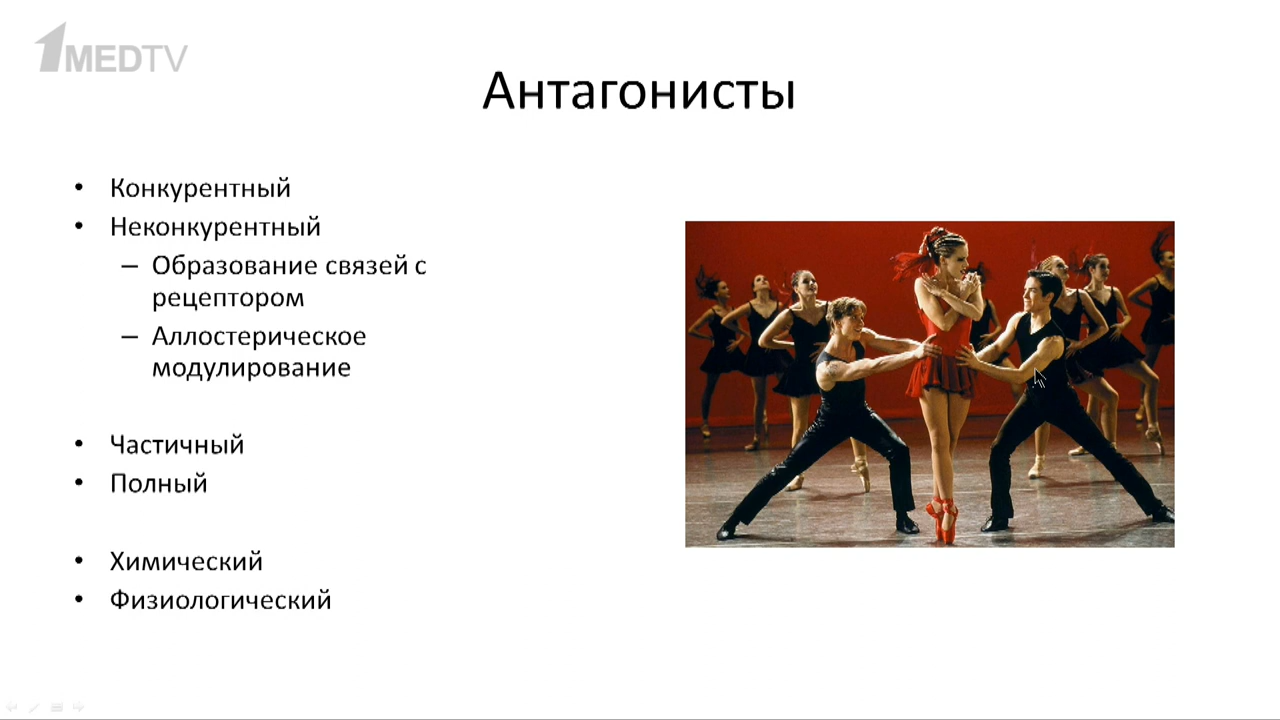 1MEDTV
Антагонисты
• Конкурентный
• Неконкурентный
– Образование связей с
рецептором
– Аллостерическое
модулирование
• Частичный
• Полный
• Химический
• Физиологический